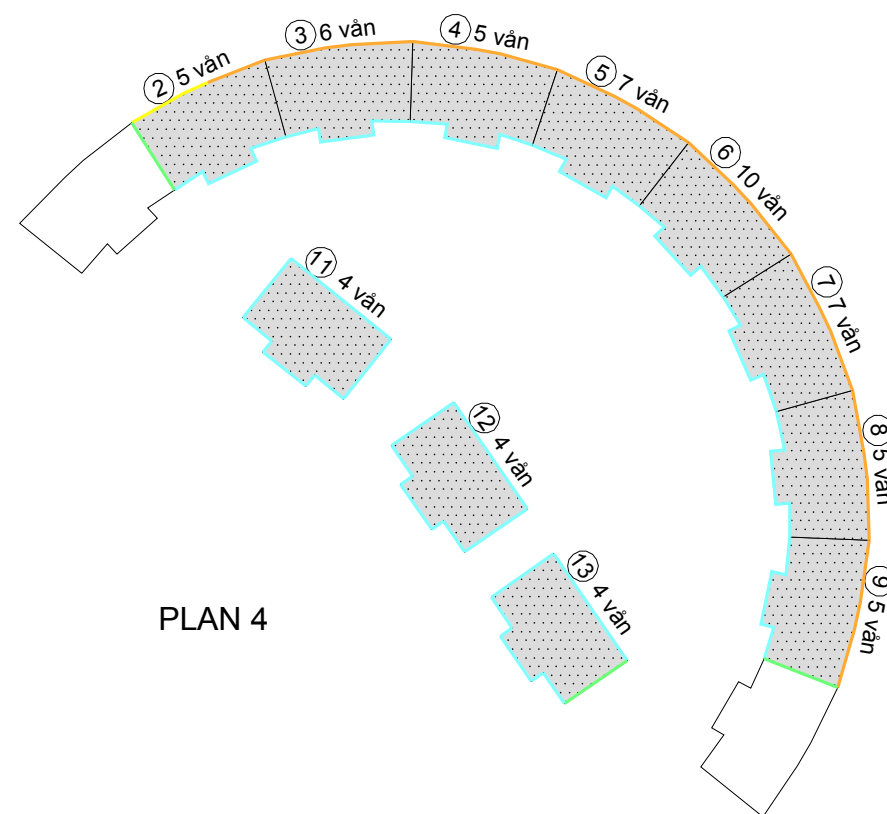 ② 5 vån
③ 6 vån
④ 5 vån
⑤ 7 vån
⑥ 10 vån
⑦ 7 vån
⑧ 5 vån
⑨ 5 vån
⑪ 4 vån
⑫ 4 vån
⑬ 4 vån
PLAN 4